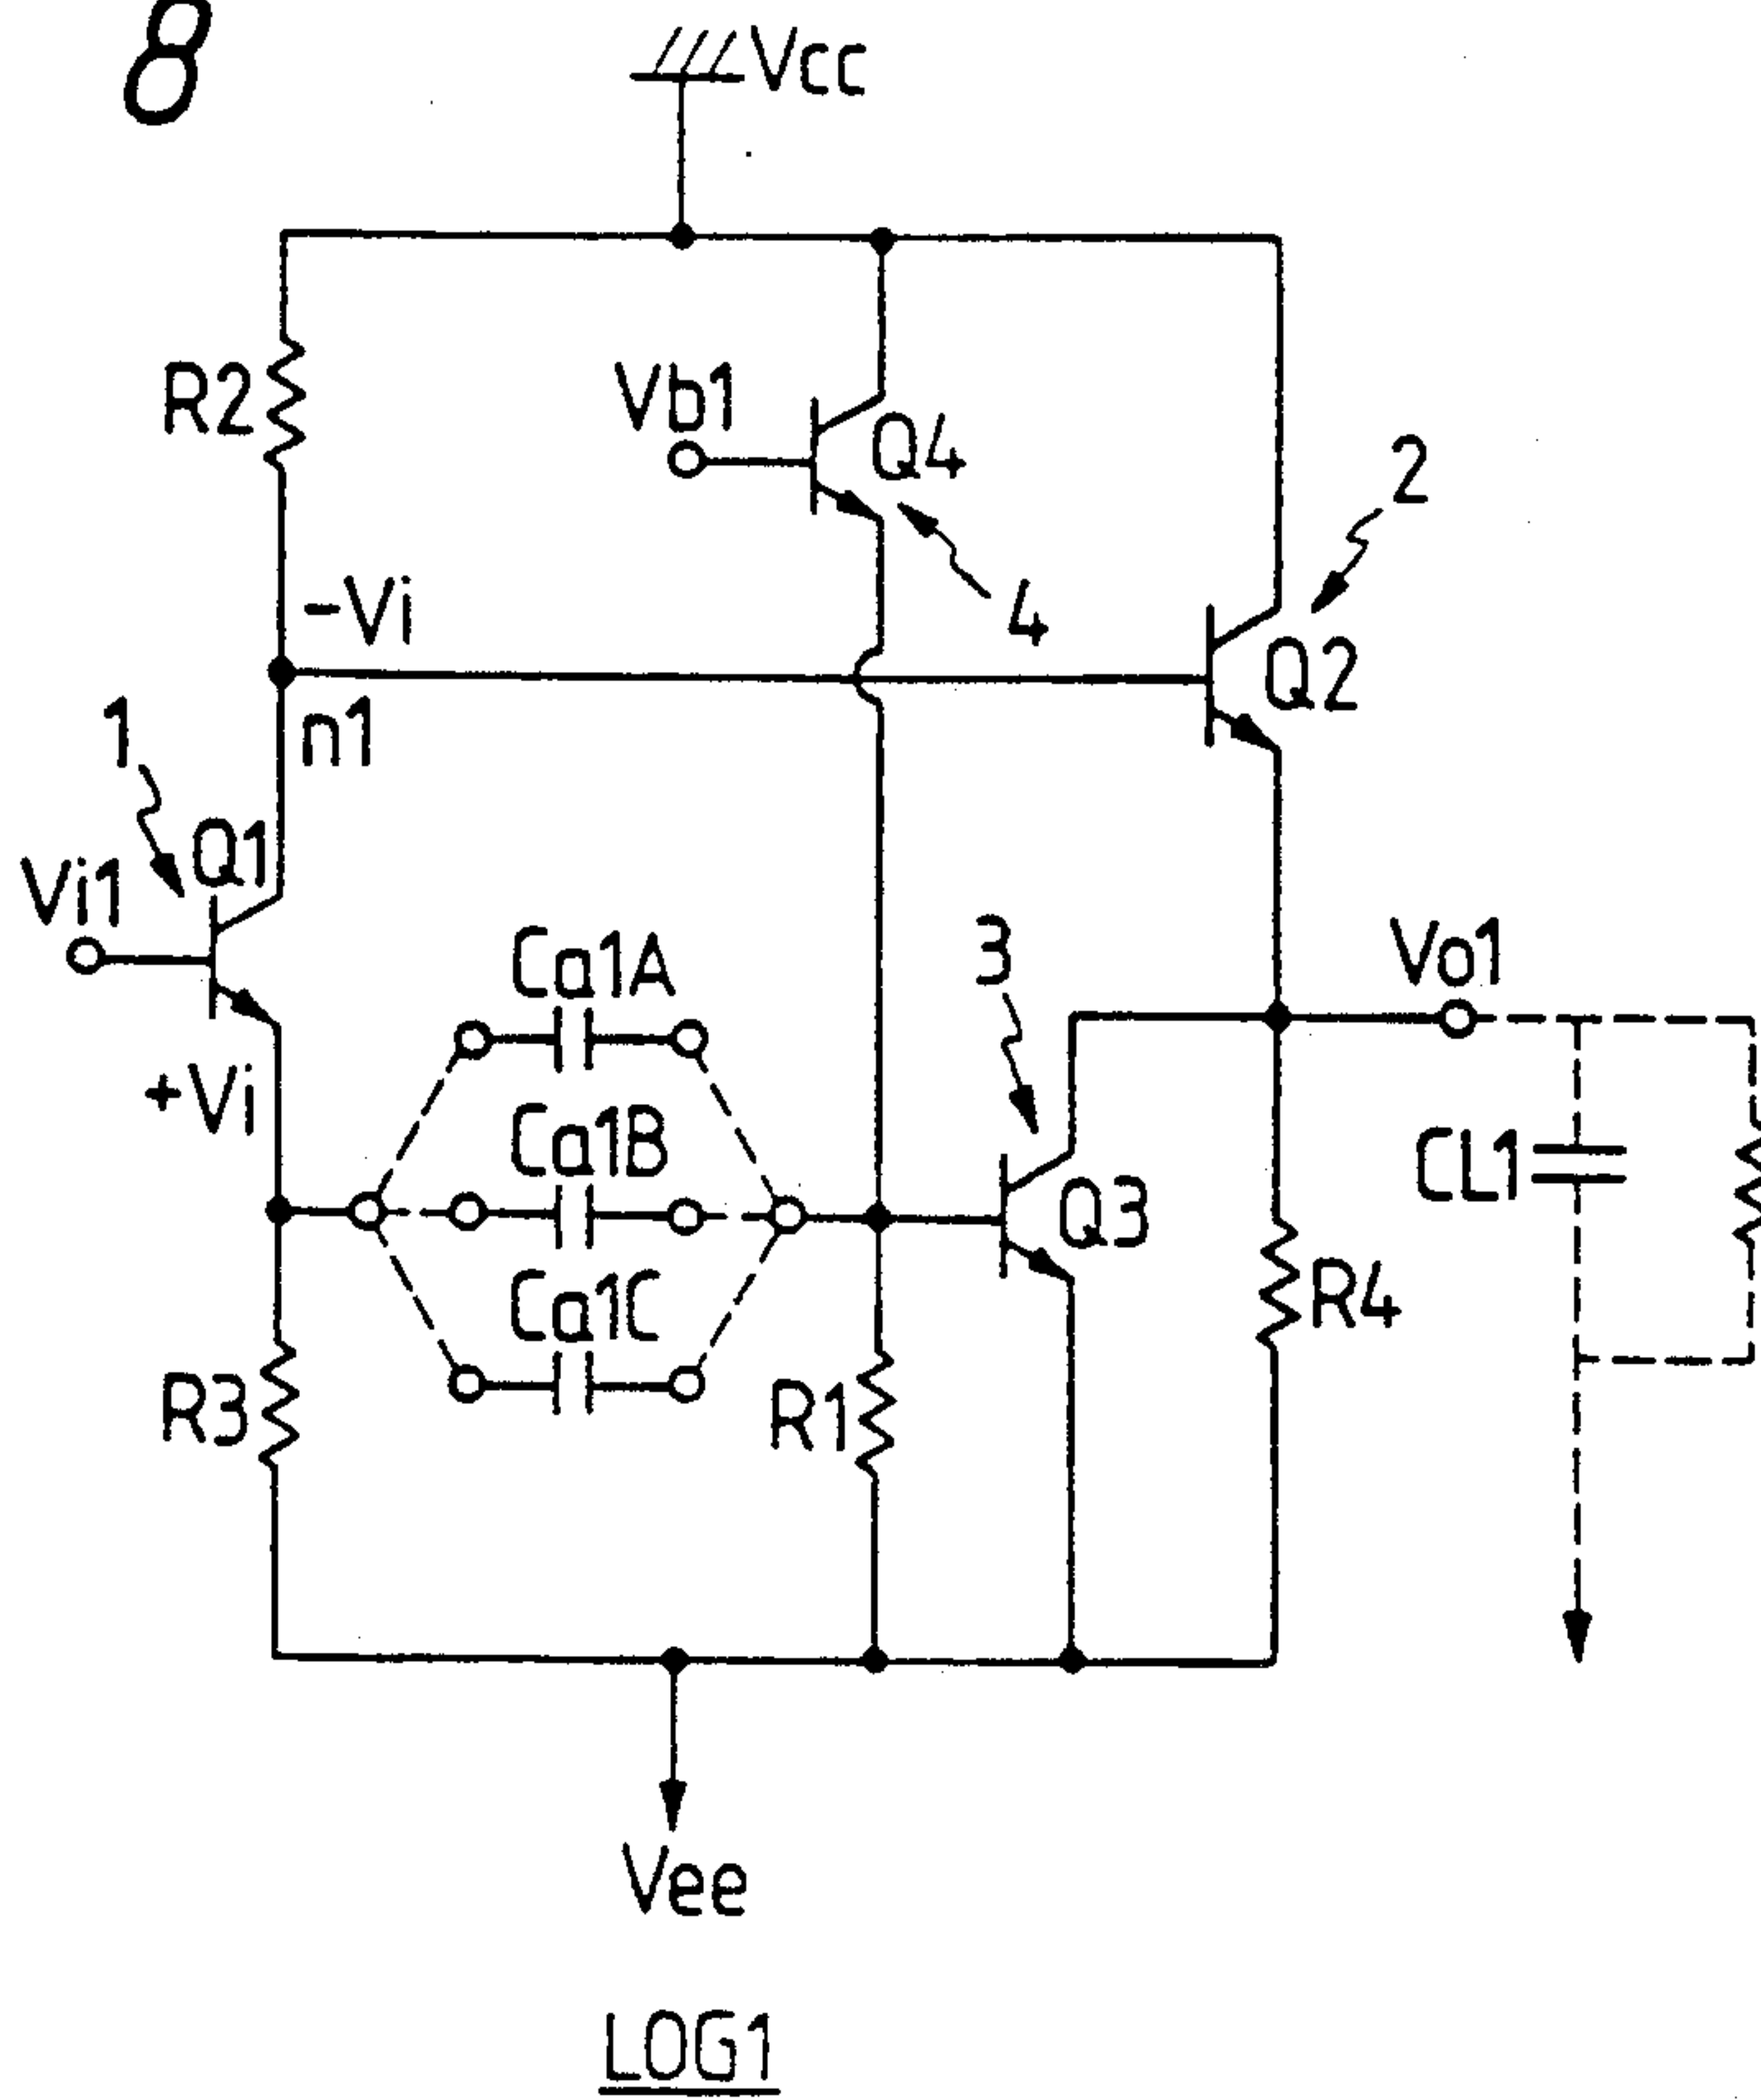 8
Vcc
R2
Vb1
Q4
2
-Vi
4
Q2
n1
1
Q1
Vi1
Ca1A
3
Vo1
+Vi
Ca1B
CL1
Q3
Ca1C
R4
R3
R1
Vee
LOG1